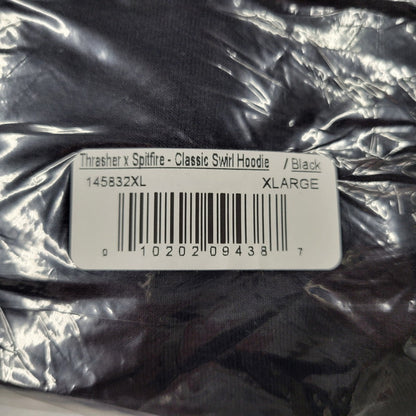 Thrasher x Spitfire - Classic Swirl Hoodie / Black
145832XL XLARGE
0 10202 09438 7